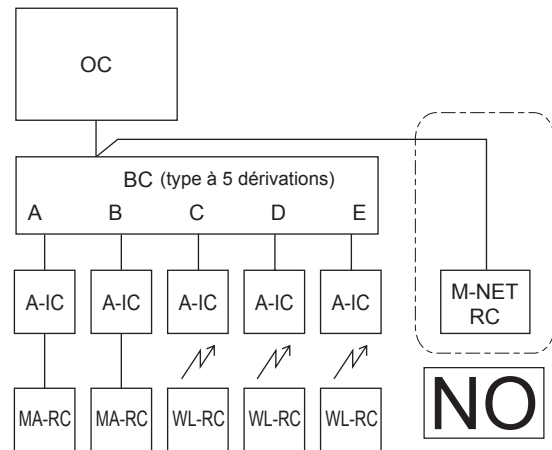 OC
BC (type à 5 dérivations)
A B C D E
A-IC A-IC A-IC A-IC A-IC
M-NET
RC
MA-RC MA-RC WL-RC WL-RC WL-RC
NO